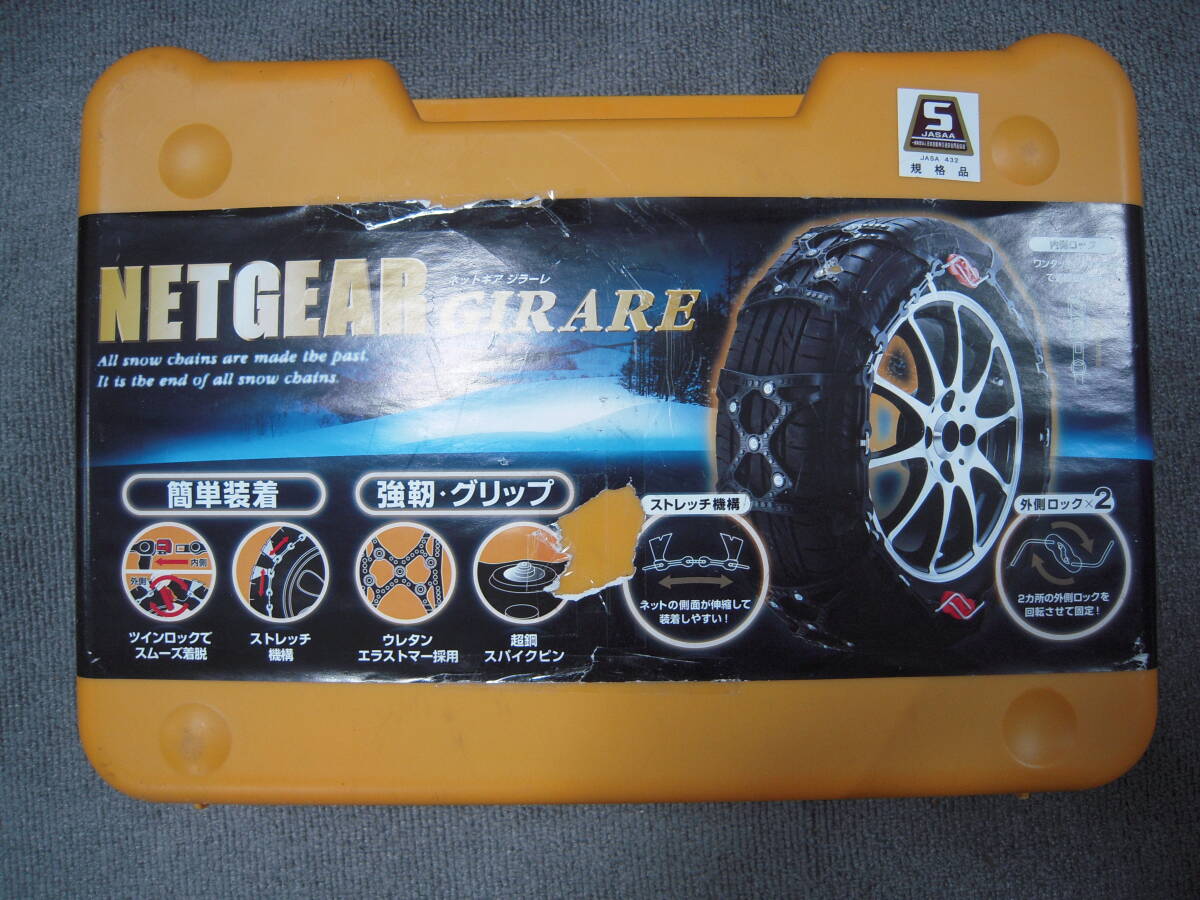 S
JASAA
JASA 432
規格品
NETGEAR
ネットギア ジラーレ
GIRARE
All snow chains are made the past.
It is the end of all snow chains.
内側ロック
ワンタッ
で
簡単装着
強靭・グリップ
ストレッチ機構
外側ロック×2
内側
外側
ネットの側面が伸縮して
装着しやすい!
2カ所の外側ロックを
回転させて固定!
ツインロックで
スムーズ着脱
ストレッチ
機構
ウレタン
エラストマー採用
超鋼
スパイクピン